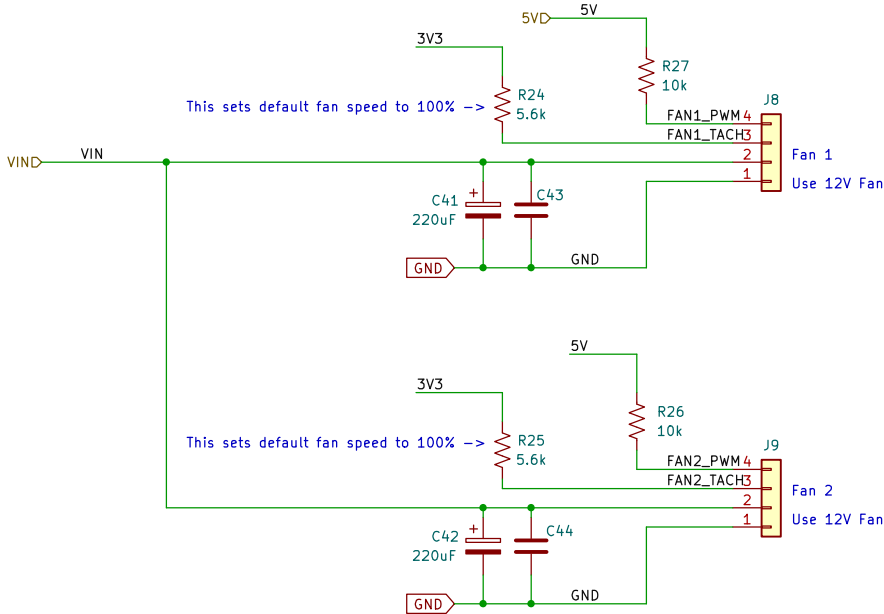 5V 5V
3V3
R27
10k
R24
5.6k
J8
This sets default fan speed to 100% ->
FAN1_PWM 4
FAN1_TACH 3
VIN VIN
2
Fan 1
1
Use 12V Fan
+
C41
220uF
C43
GND
GND
5V
3V3
R26
10k
R25
5.6k
J9
This sets default fan speed to 100% ->
FAN2_PWM 4
FAN2_TACH 3
2
Fan 2
1
Use 12V Fan
+
C42
220uF
C44
GND
GND